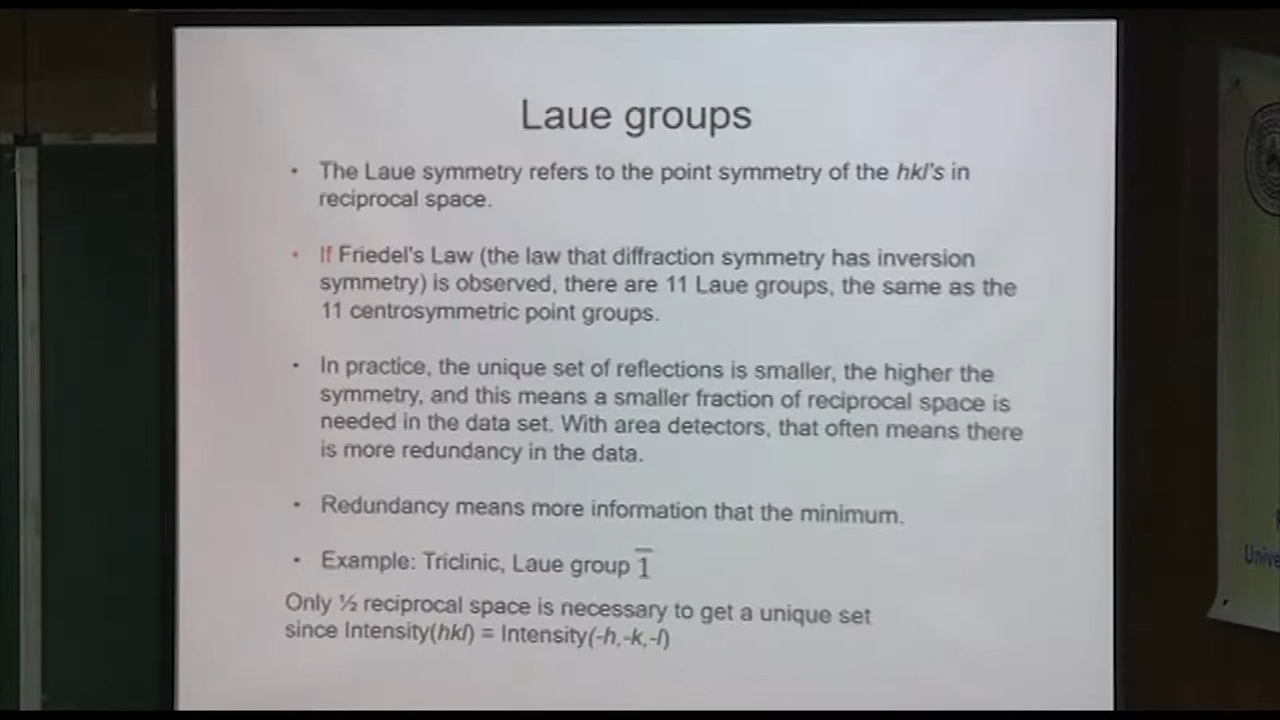 Laue groups
• The Laue symmetry refers to the point symmetry of the hkl's in
reciprocal space.
• If Friedel's Law (the law that diffraction symmetry has inversion
symmetry) is observed, there are 11 Laue groups, the same as the
11 centrosymmetric point groups.
• In practice, the unique set of reflections is smaller, the higher the
symmetry, and this means a smaller fraction of reciprocal space is
needed in the data set. With area detectors, that often means there
is more redundancy in the data.
• Redundancy means more information that the minimum.
• Example: Triclinic, Laue group 1̅
Only ½ reciprocal space is necessary to get a unique set
since Intensity(hkl) = Intensity(-h,-k,-l)